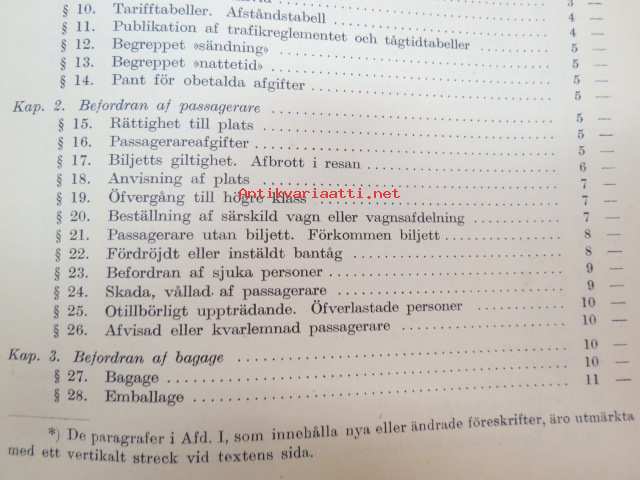 3 —
§ 10. Tarifftabeller. Afståndstabell 4 —
§ 11. Publikation af trafikreglementet och tågtidtabeller 4 —
§ 12. Begreppet »sändning» 5 —
§ 13. Begreppet »nattetid» 5 —
§ 14. Pant för obetalda afgifter 5 —
Kap. 2. Befordran af passagerare 5 —
§ 15. Rättighet till plats 5 —
§ 16. Passagerareafgifter 5 —
§ 17. Biljetts giltighet. Afbrott i resan 6 —
§ 18. Anvisning af plats 7 —
Antikvariaatti.net
§ 19. Öfvergång till högre klass 7 —
§ 20. Beställning af särskild vagn eller vagnsafdelning 7 —
§ 21. Passagerare utan biljett. Förkommen biljett 8 —
§ 22. Fördröjdt eller instäldt bantåg 8 —
§ 23. Befordran af sjuka personer 9 —
§ 24. Skada, vållad af passagerare 9 —
§ 25. Otillbörligt uppträdande. Öfverlastade personer 10 —
§ 26. Afvisad eller kvarlemnad passagerare 10 —
Kap. 3. Befordran af bagage 10 —
§ 27. Bagage 10 —
§ 28. Emballage 11 —
*) De paragrafer i Afd. I, som innehålla nya eller ändrade föreskrifter, äro utmärkta
med ett vertikalt streck vid textens sida.